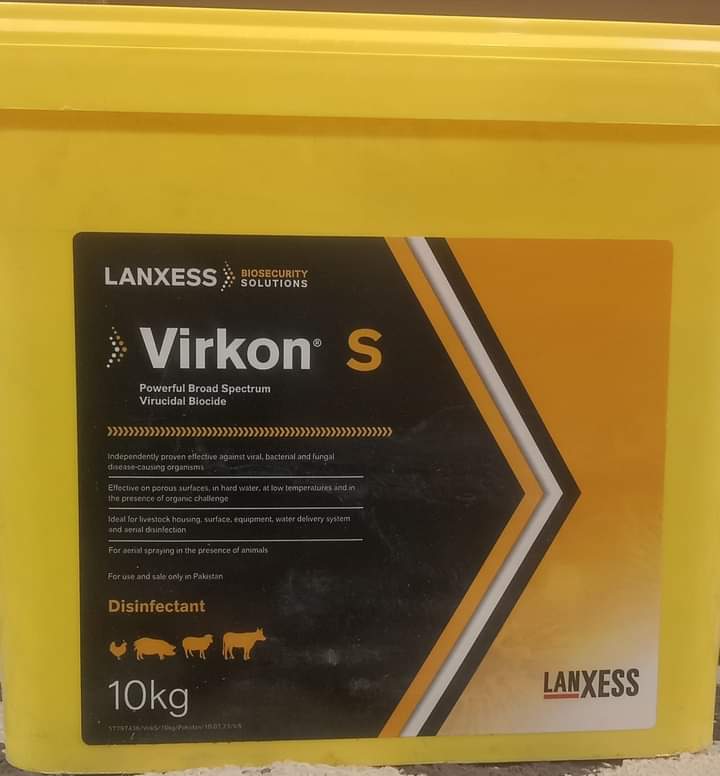 LANXESS BIOSECURITY
SOLUTIONS
Virkon® S
Powerful Broad Spectrum
Virucidal Biocide
Independently proven effective against viral, bacterial and fungal
disease-causing organisms
Effective on porous surfaces, in hard water, at low temperatures and in
the presence of organic challenge
Ideal for livestock housing, surface, equipment, water delivery system
and aerial disinfection
For aerial spraying in the presence of animals
For use and sale only in Pakistan
Disinfectant
10kg
LANXESS